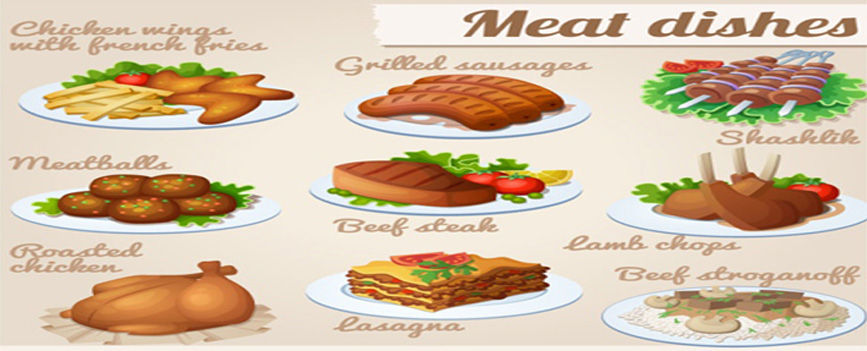 Meat dishes
Chicken wings
with french fries
Grilled sausages
Shashlik
Meatballs
Beef steak
Lamb chops
Roasted
chicken
Lasagna
Beef stroganoff